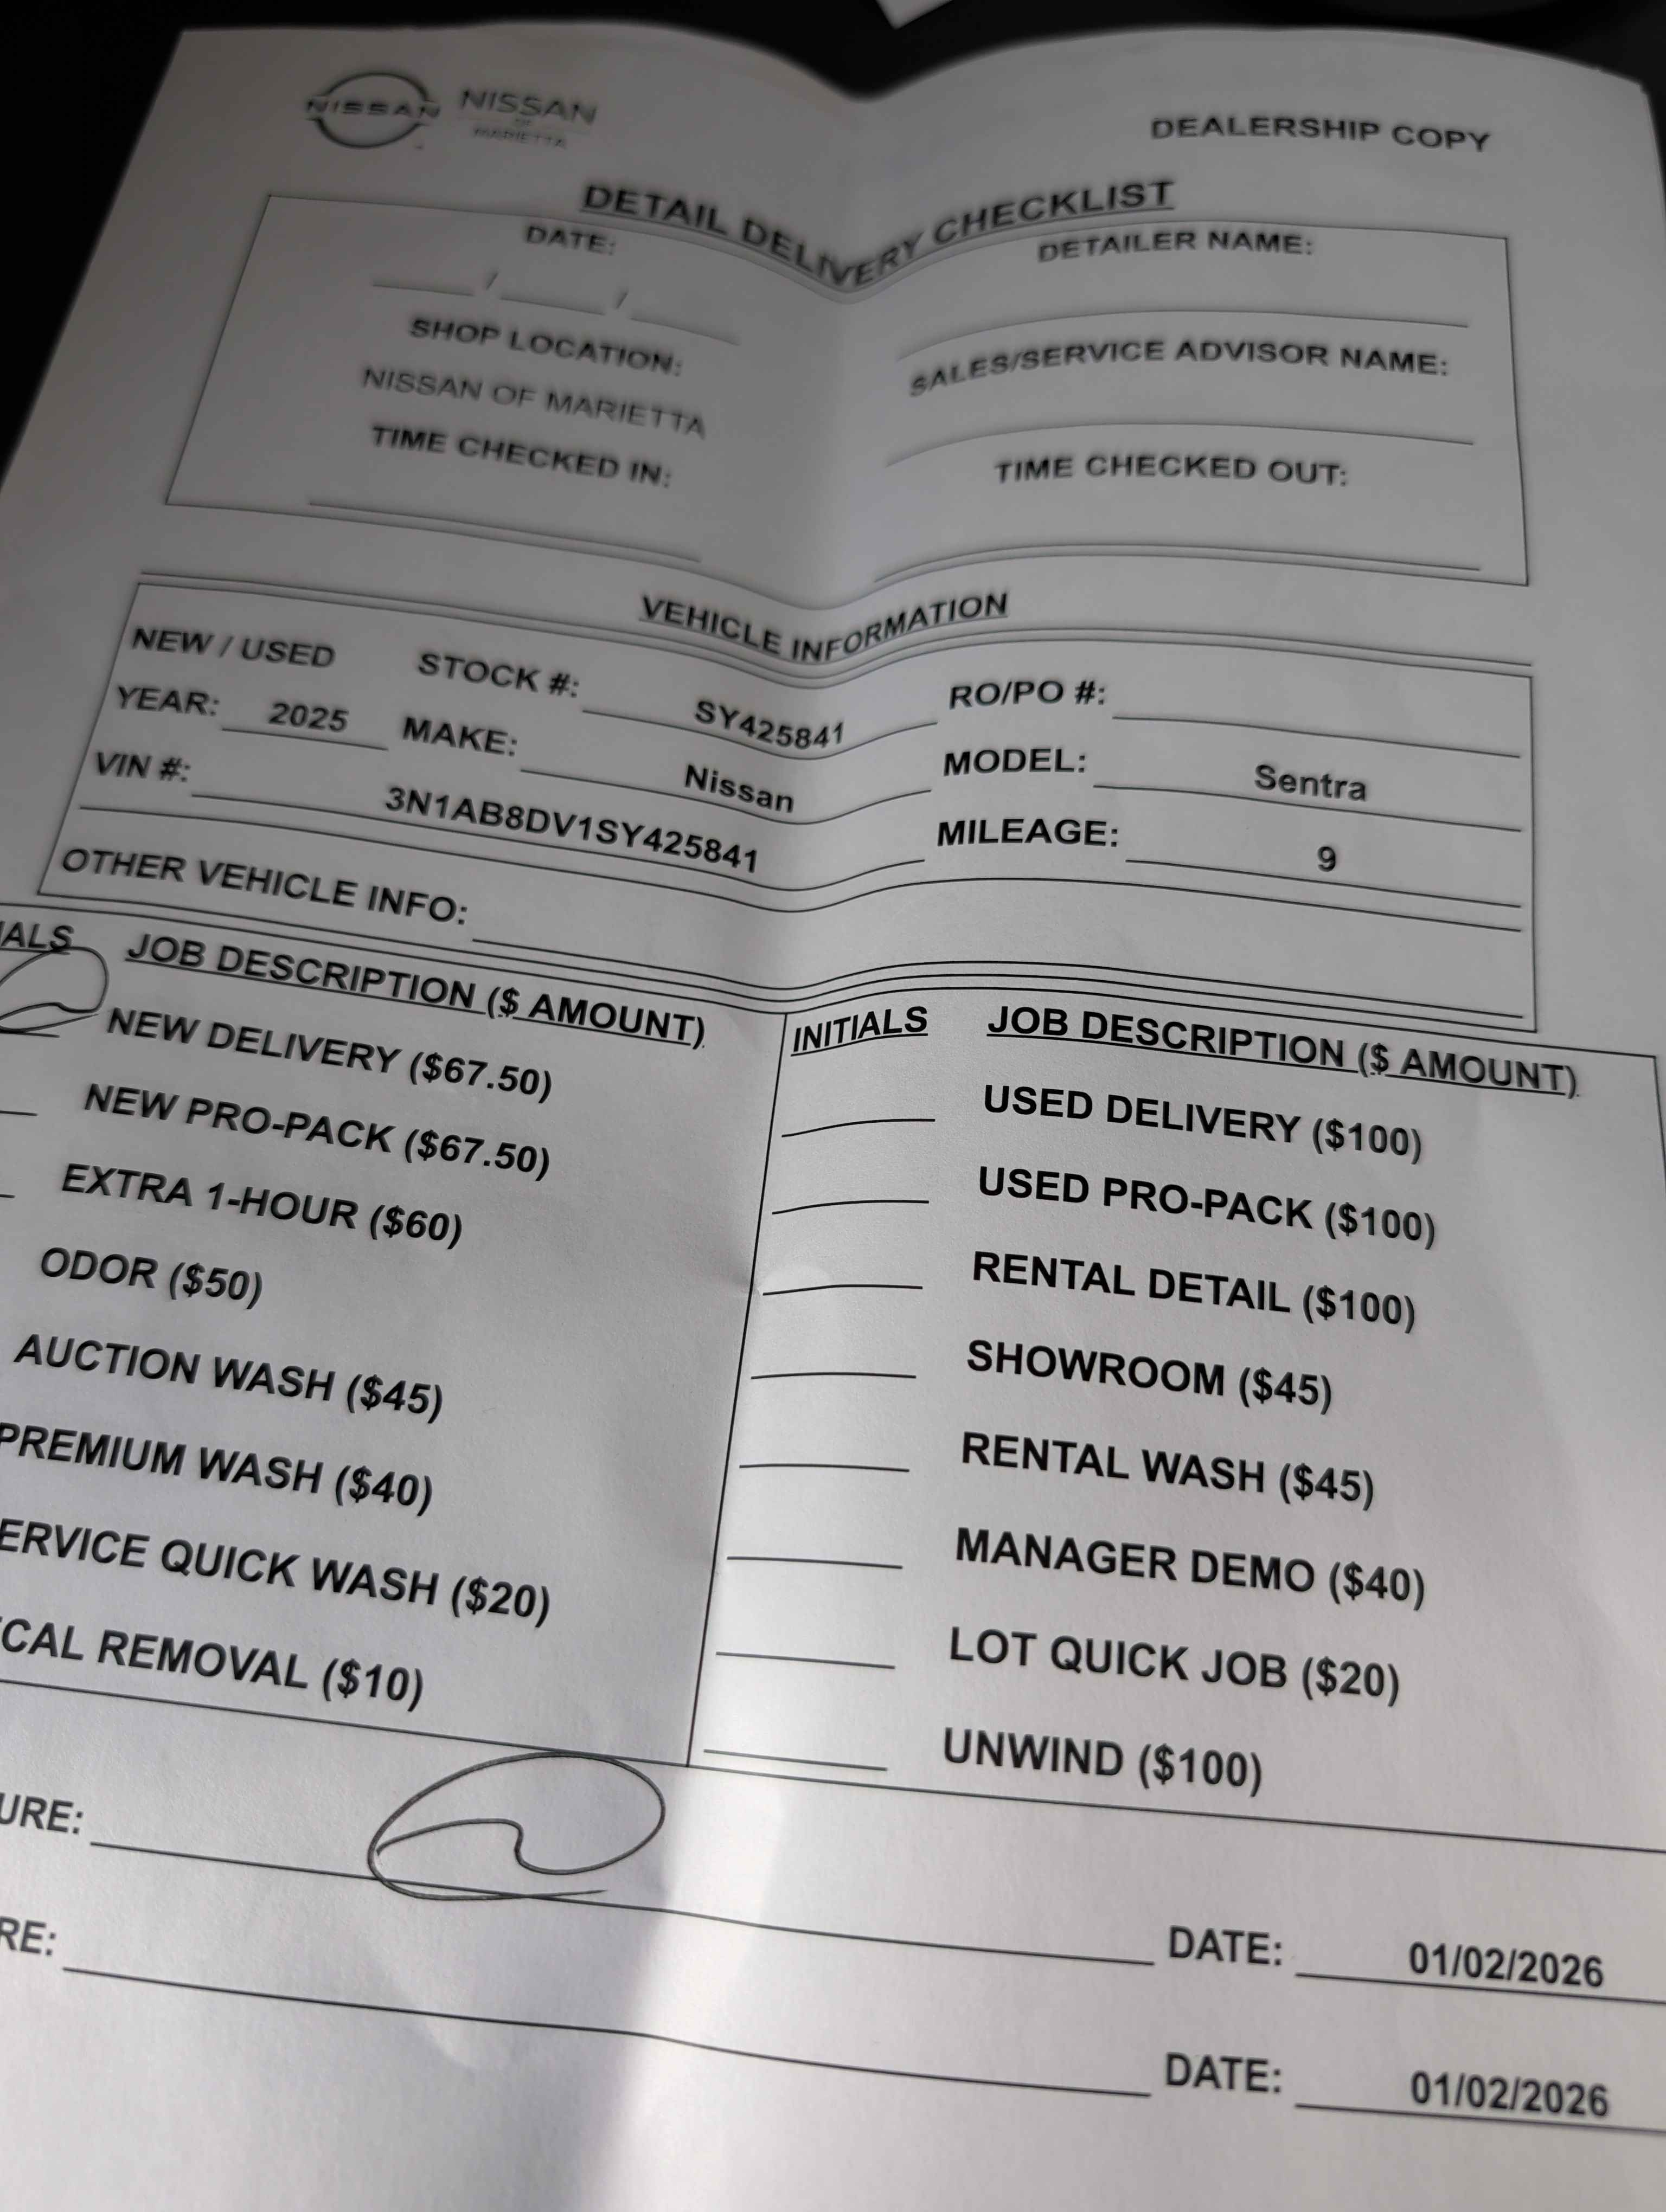 NISSAN NISSAN
OF
MARIETTA
DEALERSHIP COPY
DETAIL DELIVERY CHECKLIST
DATE:
/ /
DETAILER NAME:
SHOP LOCATION:
NISSAN OF MARIETTA
SALES/SERVICE ADVISOR NAME:
TIME CHECKED IN:
TIME CHECKED OUT:
VEHICLE INFORMATION
NEW / USED STOCK #: SY425841 RO/PO #:
YEAR: 2025 MAKE: Nissan MODEL: Sentra
VIN #: 3N1AB8DV1SY425841 MILEAGE: 9
OTHER VEHICLE INFO:
IALS JOB DESCRIPTION ($ AMOUNT)
NEW DELIVERY ($67.50)
NEW PRO-PACK ($67.50)
EXTRA 1-HOUR ($60)
ODOR ($50)
AUCTION WASH ($45)
PREMIUM WASH ($40)
ERVICE QUICK WASH ($20)
CAL REMOVAL ($10)
INITIALS JOB DESCRIPTION ($ AMOUNT)
USED DELIVERY ($100)
USED PRO-PACK ($100)
RENTAL DETAIL ($100)
SHOWROOM ($45)
RENTAL WASH ($45)
MANAGER DEMO ($40)
LOT QUICK JOB ($20)
UNWIND ($100)
URE: DATE: 01/02/2026
RE: DATE: 01/02/2026